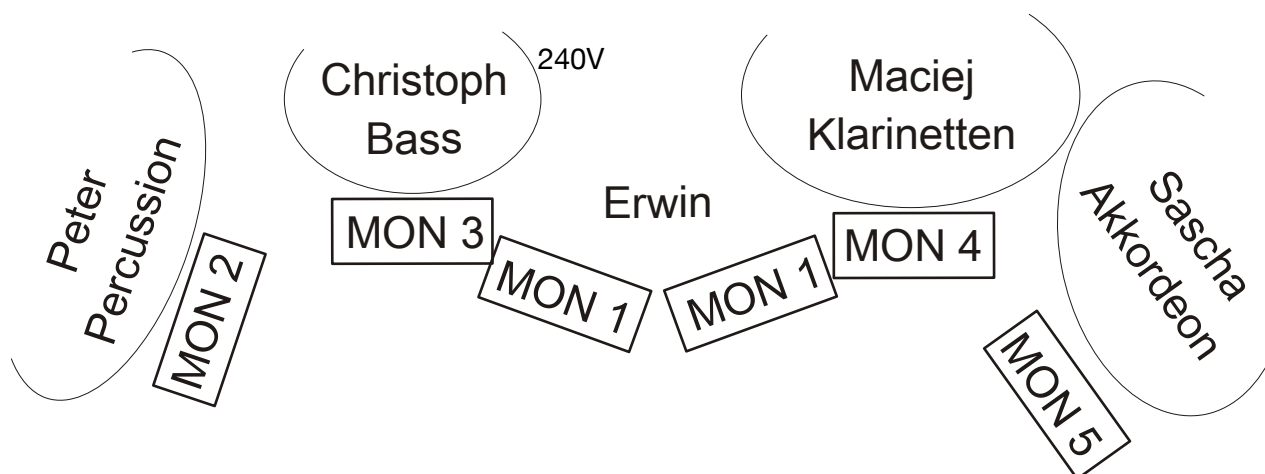 Peter
Percussion
MON 2
Christoph
Bass
240V
MON 3
Erwin
MON 1
MON 1
Maciej
Klarinetten
MON 4
Sascha
Akkordeon
MON 5